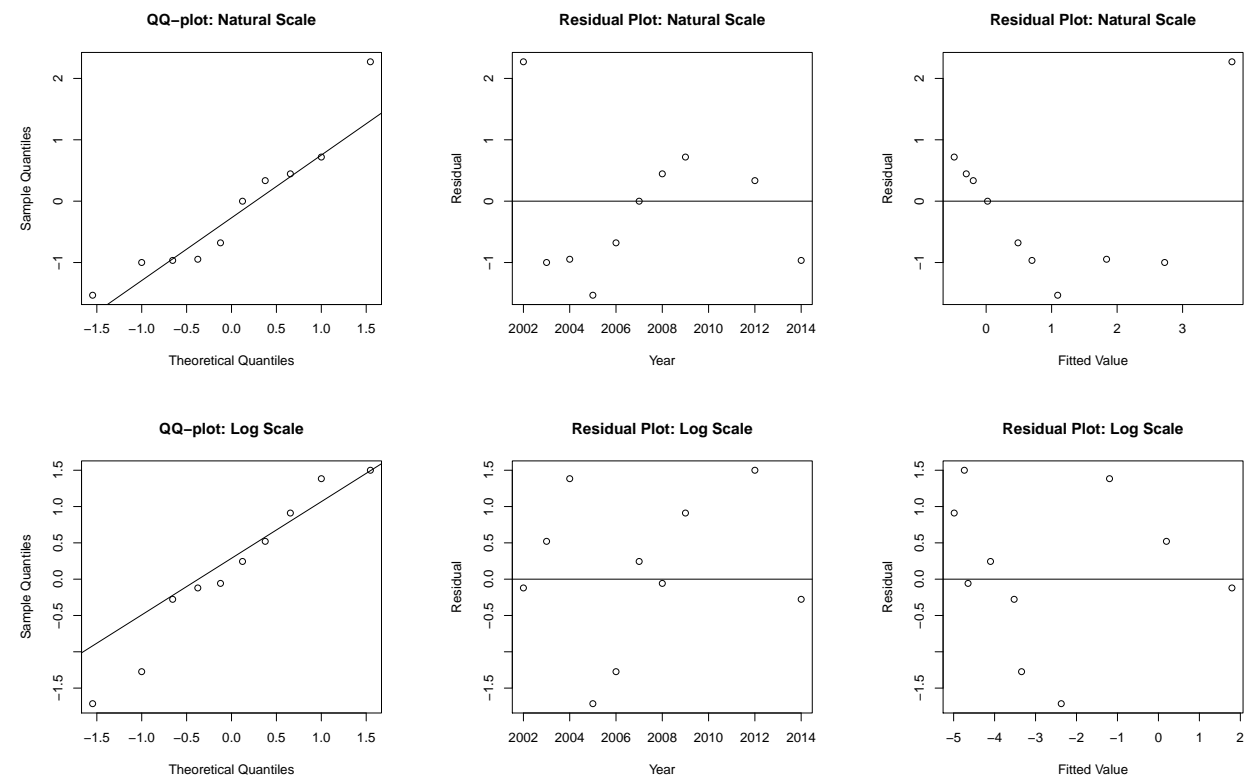 QQ−plot: Natural Scale
Sample Quantiles
2
1
0
−1
−1.5 −1.0 −0.5 0.0 0.5 1.0 1.5
Theoretical Quantiles
Residual Plot: Natural Scale
Residual
2
1
0
−1
2002 2004 2006 2008 2010 2012 2014
Year
Residual Plot: Natural Scale
Residual
2
1
0
−1
0 1 2 3
Fitted Value
QQ−plot: Log Scale
Sample Quantiles
1.5
1.0
0.5
0.0
−0.5
−1.5
−1.5 −1.0 −0.5 0.0 0.5 1.0 1.5
Theoretical Quantiles
Residual Plot: Log Scale
Residual
1.5
1.0
0.5
0.0
−0.5
−1.5
2002 2004 2006 2008 2010 2012 2014
Year
Residual Plot: Log Scale
Residual
1.5
1.0
0.5
0.0
−0.5
−1.5
−5 −4 −3 −2 −1 0 1 2
Fitted Value